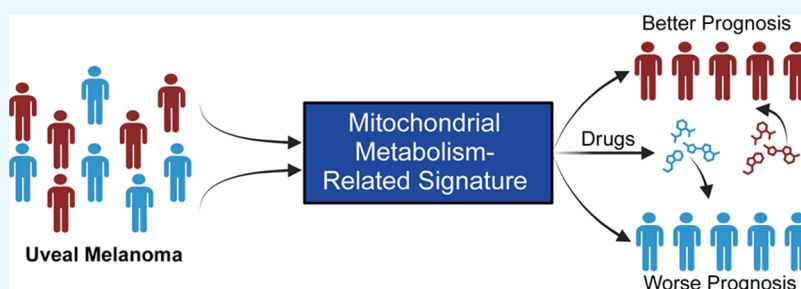 Better Prognosis
Mitochondrial
Metabolism-
Related Signature
Drugs
Uveal Melanoma
Worse Prognosis